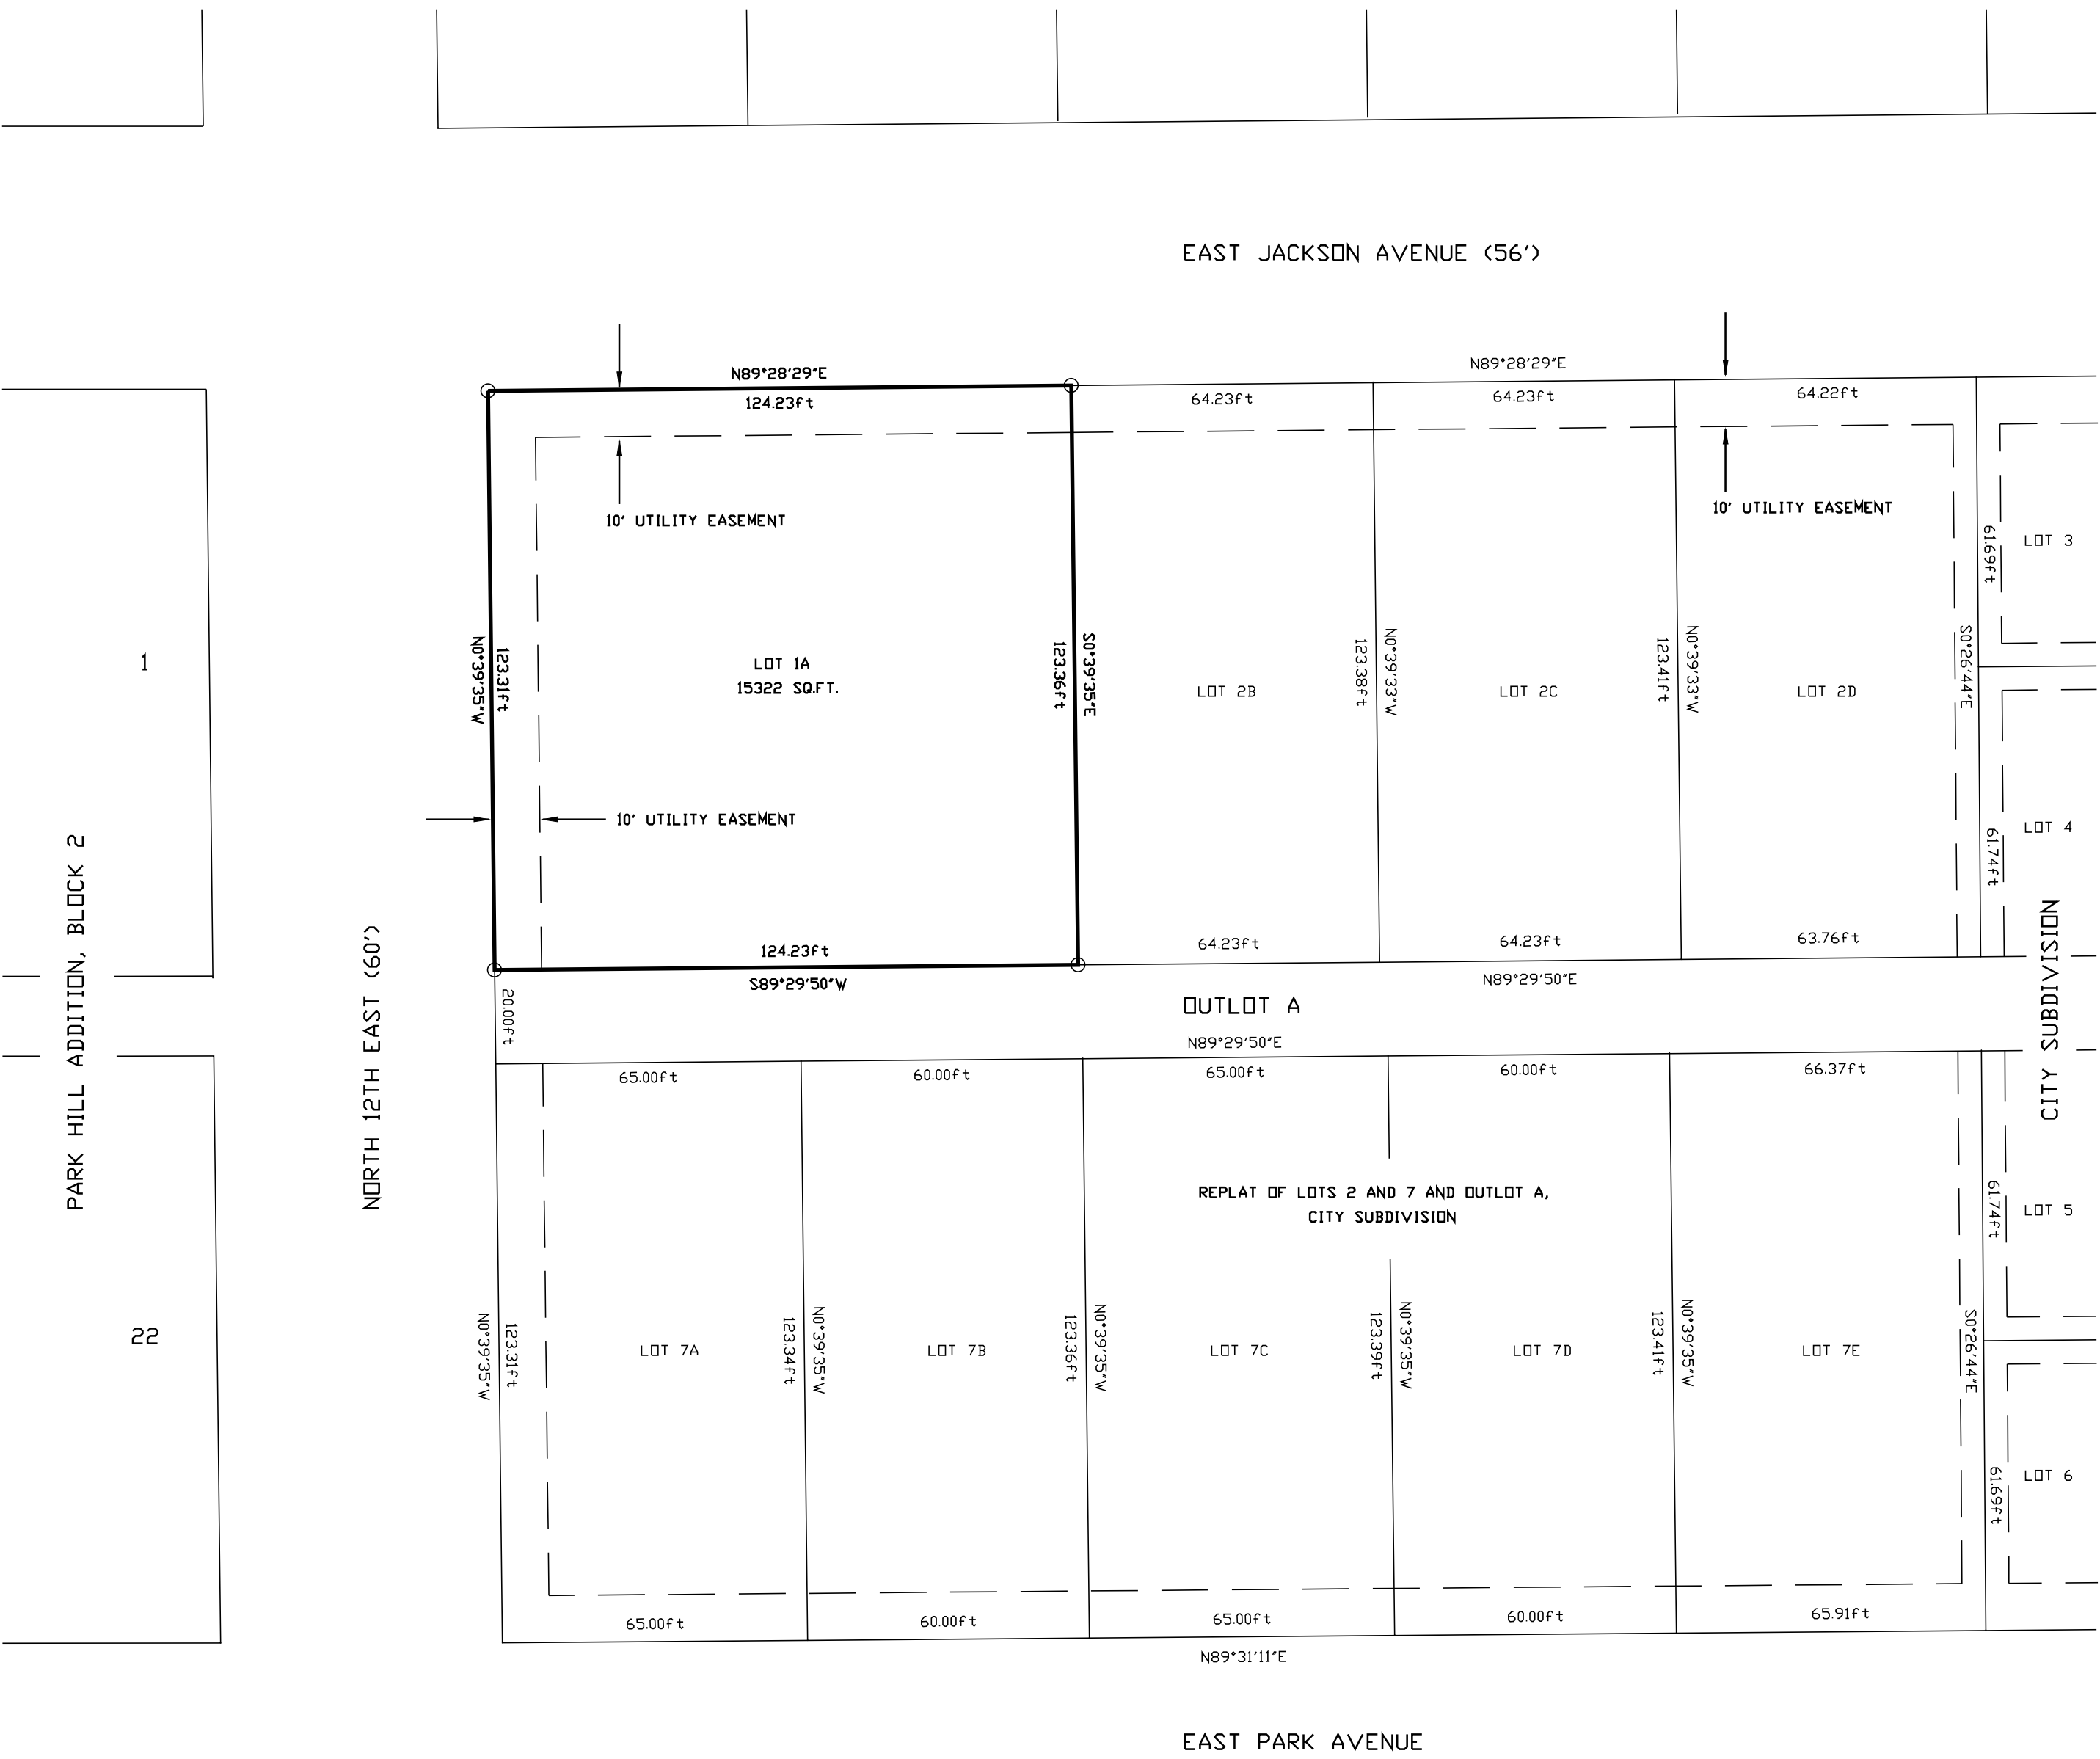 EAST JACKSON AVENUE (56')
N89°28'29"E
124.23ft
N89°28'29"E
64.23ft
64.23ft
64.22ft
10' UTILITY EASEMENT
10' UTILITY EASEMENT
61.69ft
LOT 3
1
N0°39'35"W
123.31ft
LOT 1A
15322 SQ.FT.
123.36ft
S0°39'35"E
LOT 2B
123.38ft
N0°39'33"W
LOT 2C
123.41ft
N0°39'33"W
LOT 2D
S0°26'44"E
10' UTILITY EASEMENT
61.74ft
LOT 4
PARK HILL ADDITION, BLOCK 2
NORTH 12TH EAST (60')
124.23ft
S89°29'50"W
64.23ft
64.23ft
63.76ft
N89°29'50"E
CITY SUBDIVISION
20.00ft
OUTLOT A
N89°29'50"E
65.00ft
60.00ft
65.00ft
60.00ft
66.37ft
REPLAT OF LOTS 2 AND 7 AND OUTLOT A,
CITY SUBDIVISION
61.74ft
LOT 5
22
N0°39'35"W
123.31ft
LOT 7A
123.34ft
N0°39'35"W
LOT 7B
123.36ft
N0°39'35"W
LOT 7C
123.39ft
N0°39'35"W
LOT 7D
123.41ft
N0°39'35"W
LOT 7E
S0°26'44"E
61.69ft
LOT 6
65.00ft
60.00ft
65.00ft
60.00ft
65.91ft
N89°31'11"E
EAST PARK AVENUE